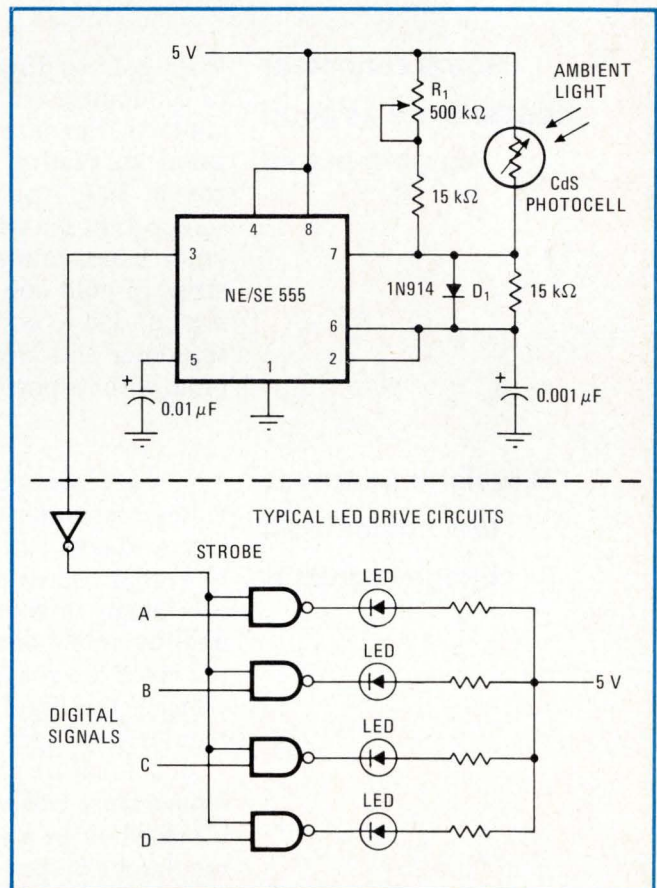 5 V
R1
500 kΩ
AMBIENT
LIGHT
CdS
PHOTOCELL
15 kΩ
4
8
3
7
NE/SE 555
1N914
D1
15 kΩ
6
5
2
1
+
0.01 μF
+
0.001 μF
TYPICAL LED DRIVE CIRCUITS
STROBE
LED
A
LED
B
5 V
DIGITAL
SIGNALS
LED
C
LED
D